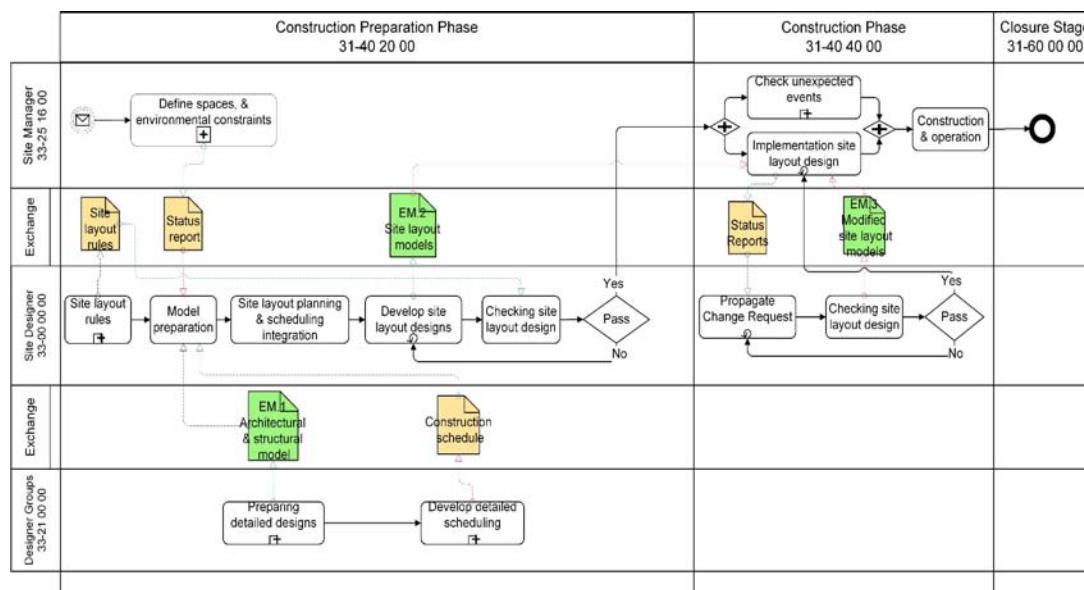 Construction Preparation Phase
31-40 20 00
Construction Phase
31-40 40 00
Closure Stage
31-60 00 00
Site Manager
33-25 16 00
Define spaces, &
environmental constraints
Check unexpected
events
Implementation site
layout design
Construction
& operation
Exchange
Site
layout
rules
Status
report
EM.2
Site layout
models
Status
Reports
EM.3
Modified
site layout
models
Site Designer
33-00 00 00
Site layout
rules
Model
preparation
Site layout planning
& scheduling
integration
Develop site
layout designs
Checking site
layout design
Yes
Pass
No
Propagate
Change Request
Checking site
layout design
Yes
Pass
No
Exchange
EM.1
Architectural
& structural
model
Construction
schedule
Designer Groups
33-21 00 00
Preparing
detailed designs
Develop detailed
scheduling